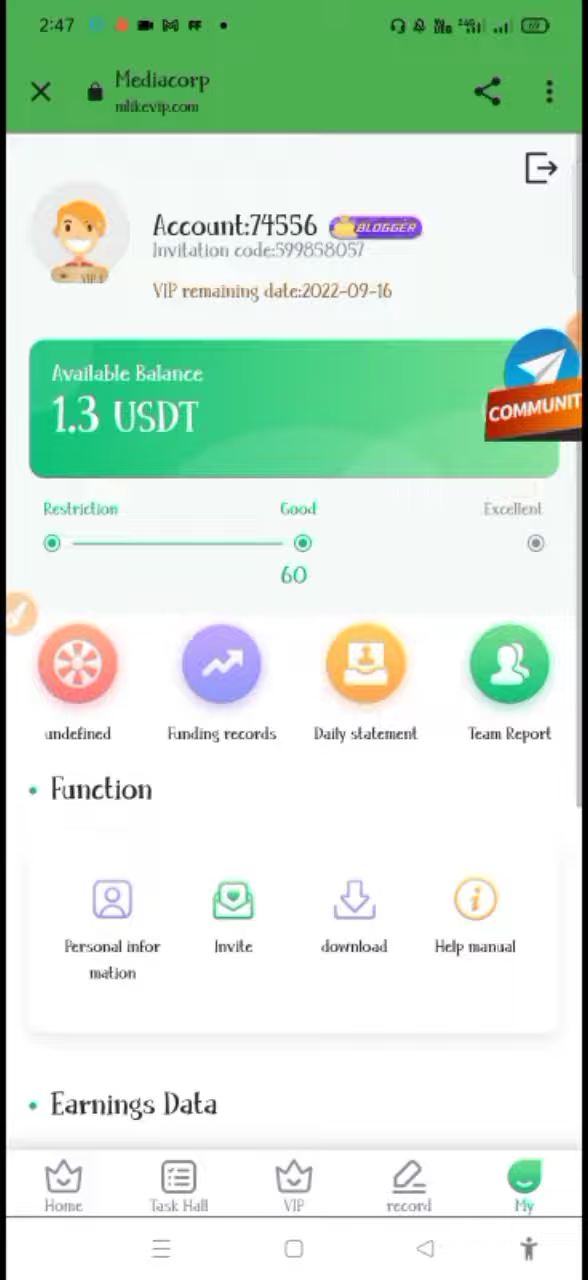 2:47
Mediacorp
mlikevip.com
Account:74556 BLOGGER
Invitation code:599858057
VIP remaining date:2022-09-16
Available Balance
1.3 USDT
COMMUNIT
Restriction Good Excellent
60
undefined Funding records Daily statement Team Report
• Function
Personal infor
mation
Invite download Help manual
• Earnings Data
Home Task Hall VIP record My